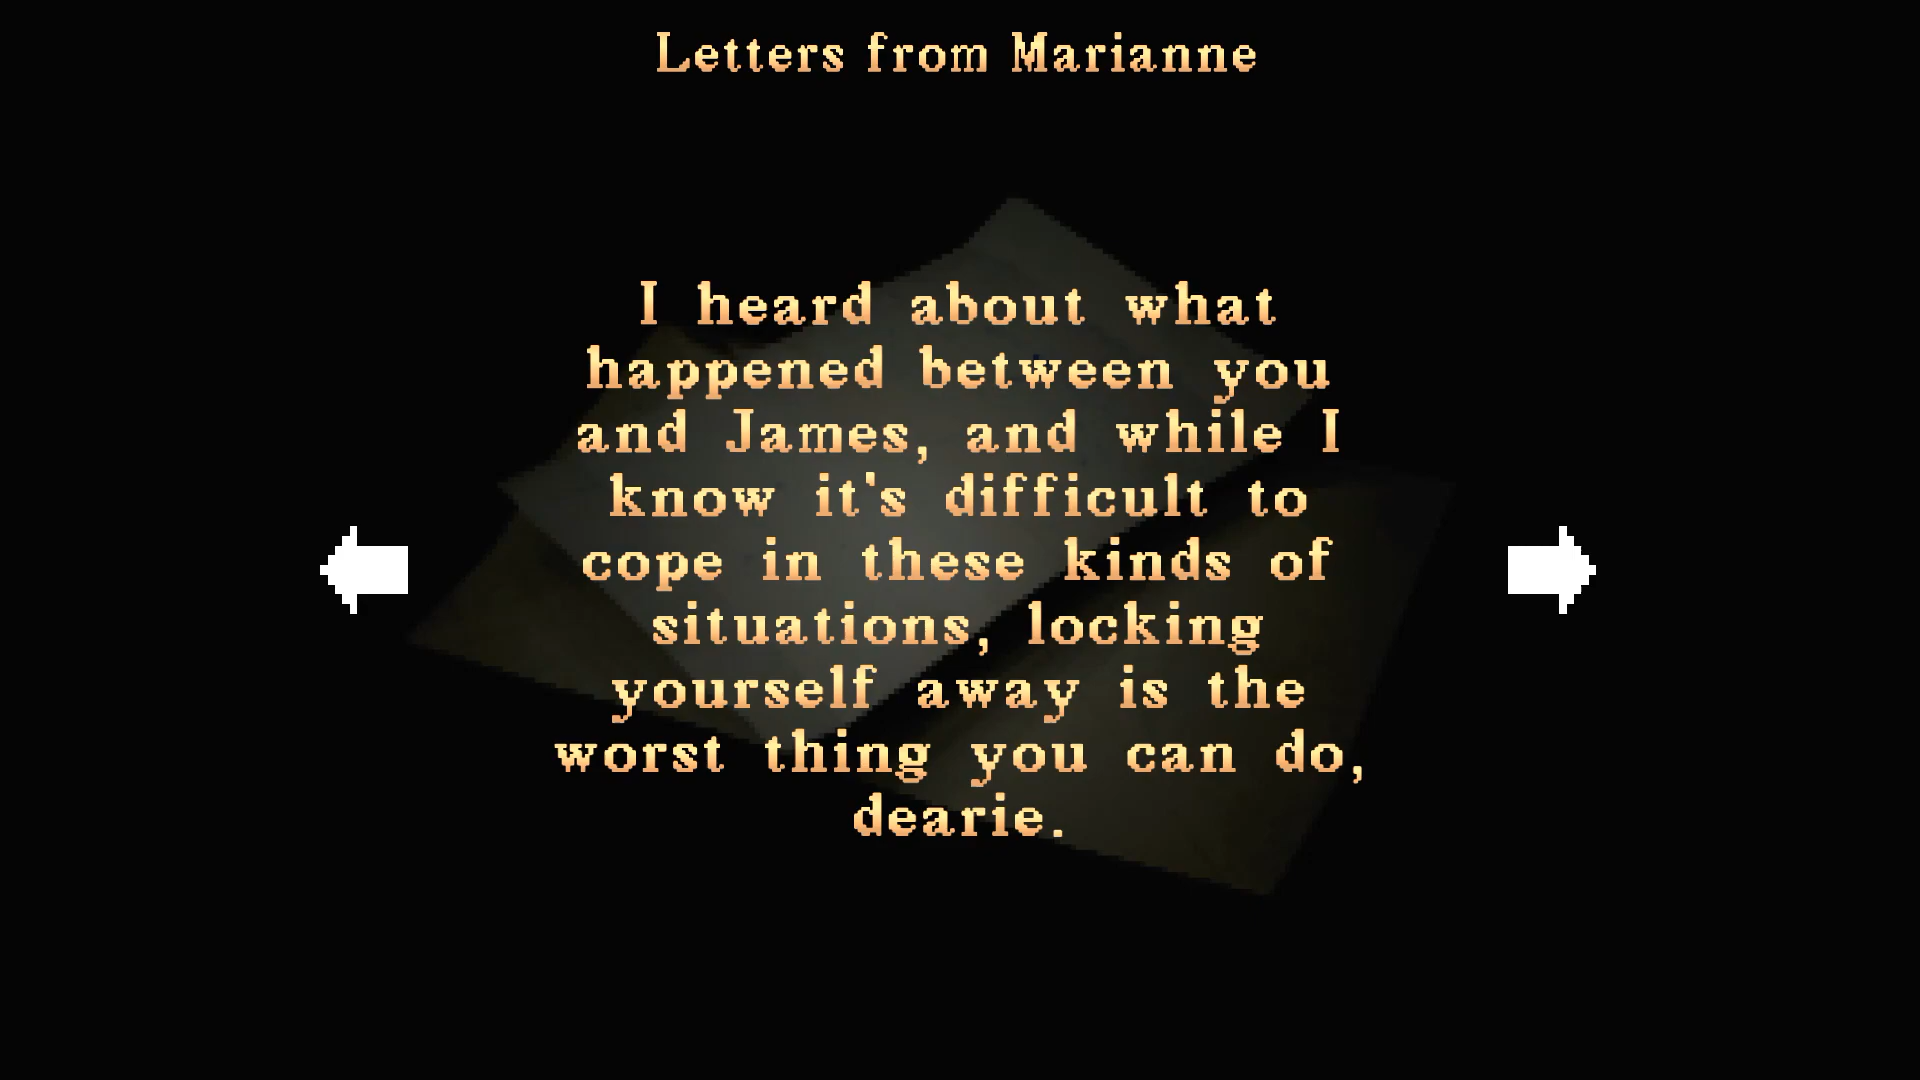 Letters from Marianne
I heard about what
happened between you
and James, and while I
know it's difficult to
cope in these kinds of
situations, locking
yourself away is the
worst thing you can do,
dearie.